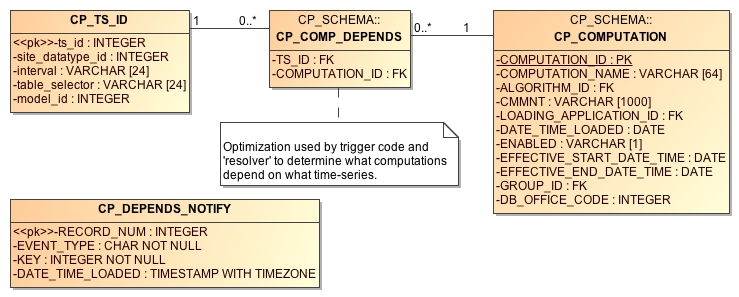 CP_TS_ID
<<pk>>-ts_id : INTEGER
-site_datatype_id : INTEGER
-interval : VARCHAR [24]
-table_selector : VARCHAR [24]
-model_id : INTEGER
1
0..*
CP_SCHEMA::
CP_COMP_DEPENDS
-TS_ID : FK
-COMPUTATION_ID : FK
0..*
1
CP_SCHEMA::
CP_COMPUTATION
-COMPUTATION_ID : PK
-COMPUTATION_NAME : VARCHAR [64]
-ALGORITHM_ID : FK
-CMMNT : VARCHAR [1000]
-LOADING_APPLICATION_ID : FK
-DATE_TIME_LOADED : DATE
-ENABLED : VARCHAR [1]
-EFFECTIVE_START_DATE_TIME : DATE
-EFFECTIVE_END_DATE_TIME : DATE
-GROUP_ID : FK
-DB_OFFICE_CODE : INTEGER
Optimization used by trigger code and
'resolver' to determine what computations
depend on what time-series.
CP_DEPENDS_NOTIFY
<<pk>>-RECORD_NUM : INTEGER
-EVENT_TYPE : CHAR NOT NULL
-KEY : INTEGER NOT NULL
-DATE_TIME_LOADED : TIMESTAMP WITH TIMEZONE